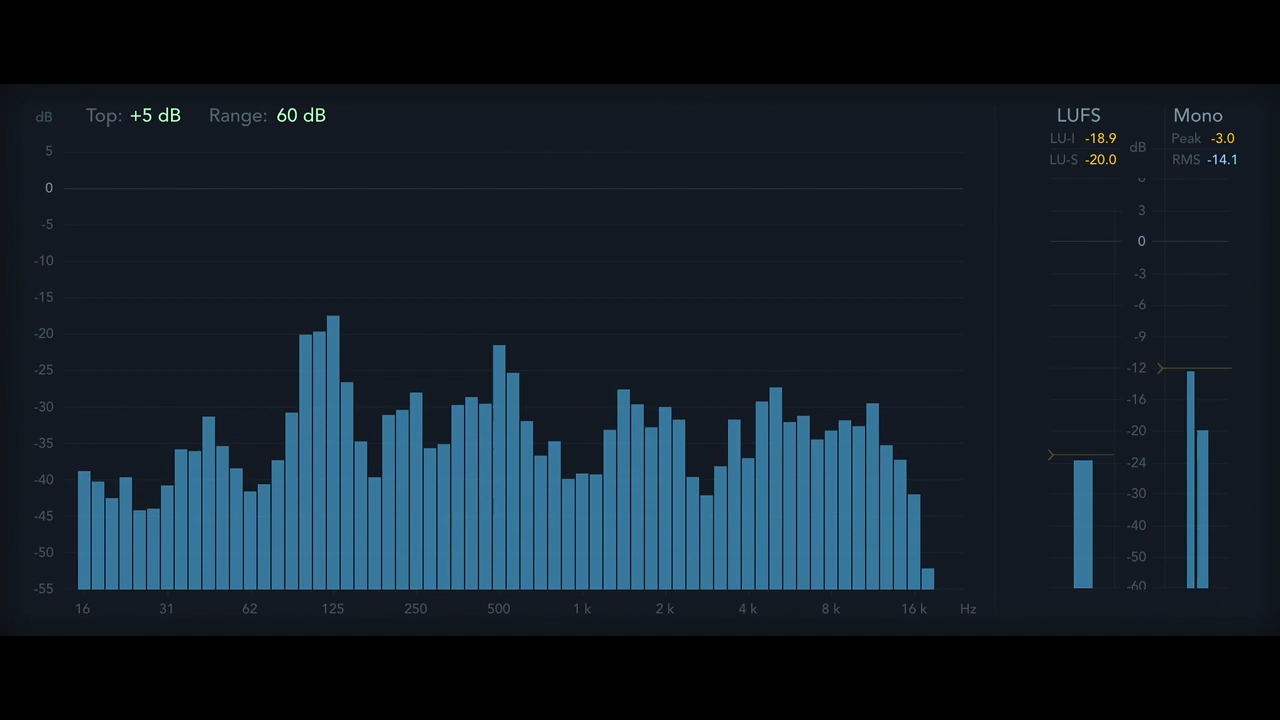 dB Top: +5 dB Range: 60 dB
5
0
-5
-10
-15
-20
-25
-30
-35
-40
-45
-50
-55
16 31 62 125 250 500 1 k 2 k 4 k 8 k 16 k Hz
LUFS
LU-I -18.9
LU-S -20.0
dB
Mono
Peak -3.0
RMS -14.1
3
0
-3
-6
-9
-12
-16
-20
-24
-30
-40
-50
-60